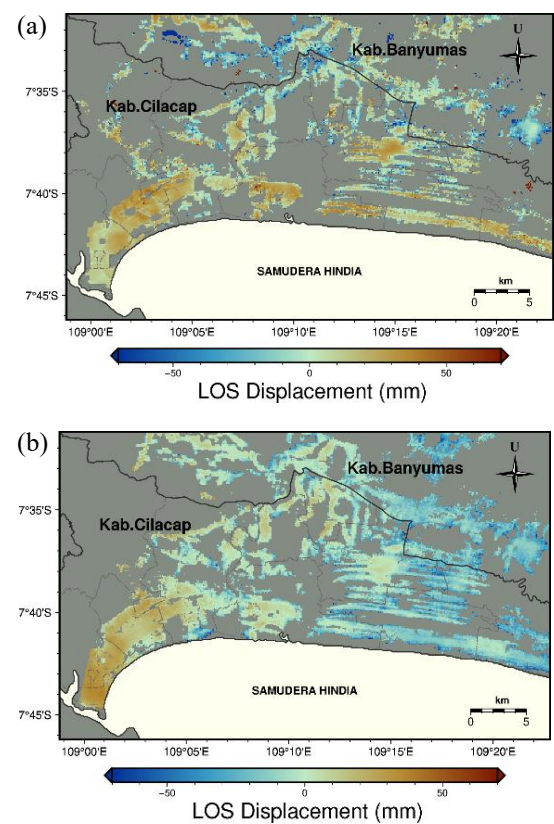 (a)
U
Kab.Banyumas
7°35'S
Kab.Cilacap
7°40'S
SAMUDERA HINDIA
km
0 5
7°45'S
109°00'E 109°05'E 109°10'E 109°15'E 109°20'E
−50 0 50
LOS Displacement (mm)
(b)
U
Kab.Banyumas
7°35'S
Kab.Cilacap
7°40'S
SAMUDERA HINDIA
km
0 5
7°45'S
109°00'E 109°05'E 109°10'E 109°15'E 109°20'E
−50 0 50
LOS Displacement (mm)